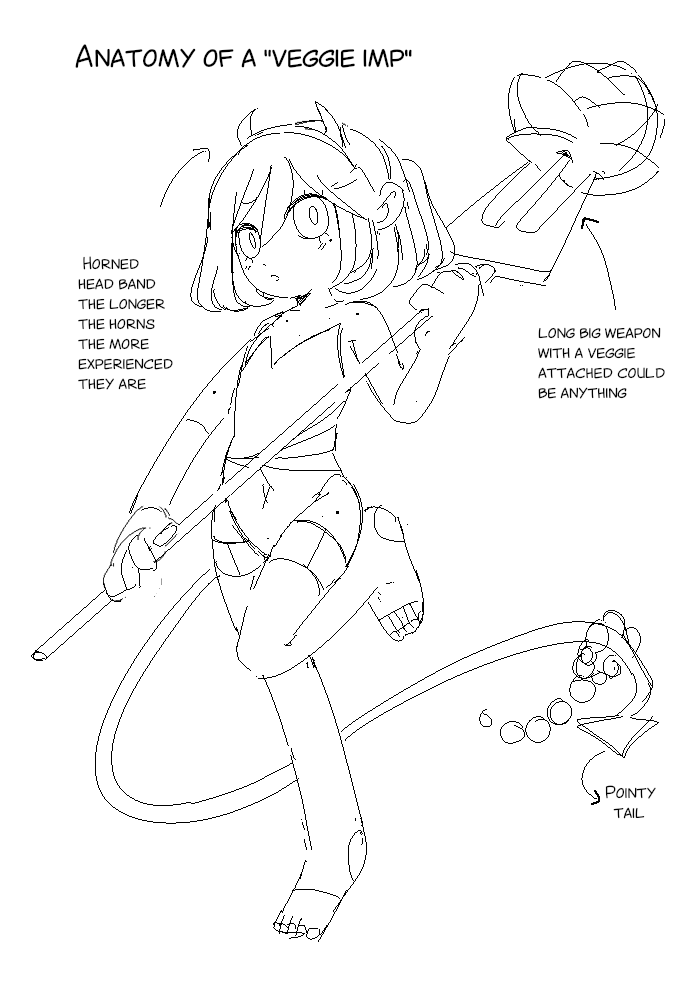 ANATOMY OF A "VEGGIE IMP"
HORNED
HEAD BAND
THE LONGER
THE HORNS
THE MORE
EXPERIENCED
THEY ARE
LONG BIG WEAPON
WITH A VEGGIE
ATTACHED COULD
BE ANYTHING
POINTY
TAIL